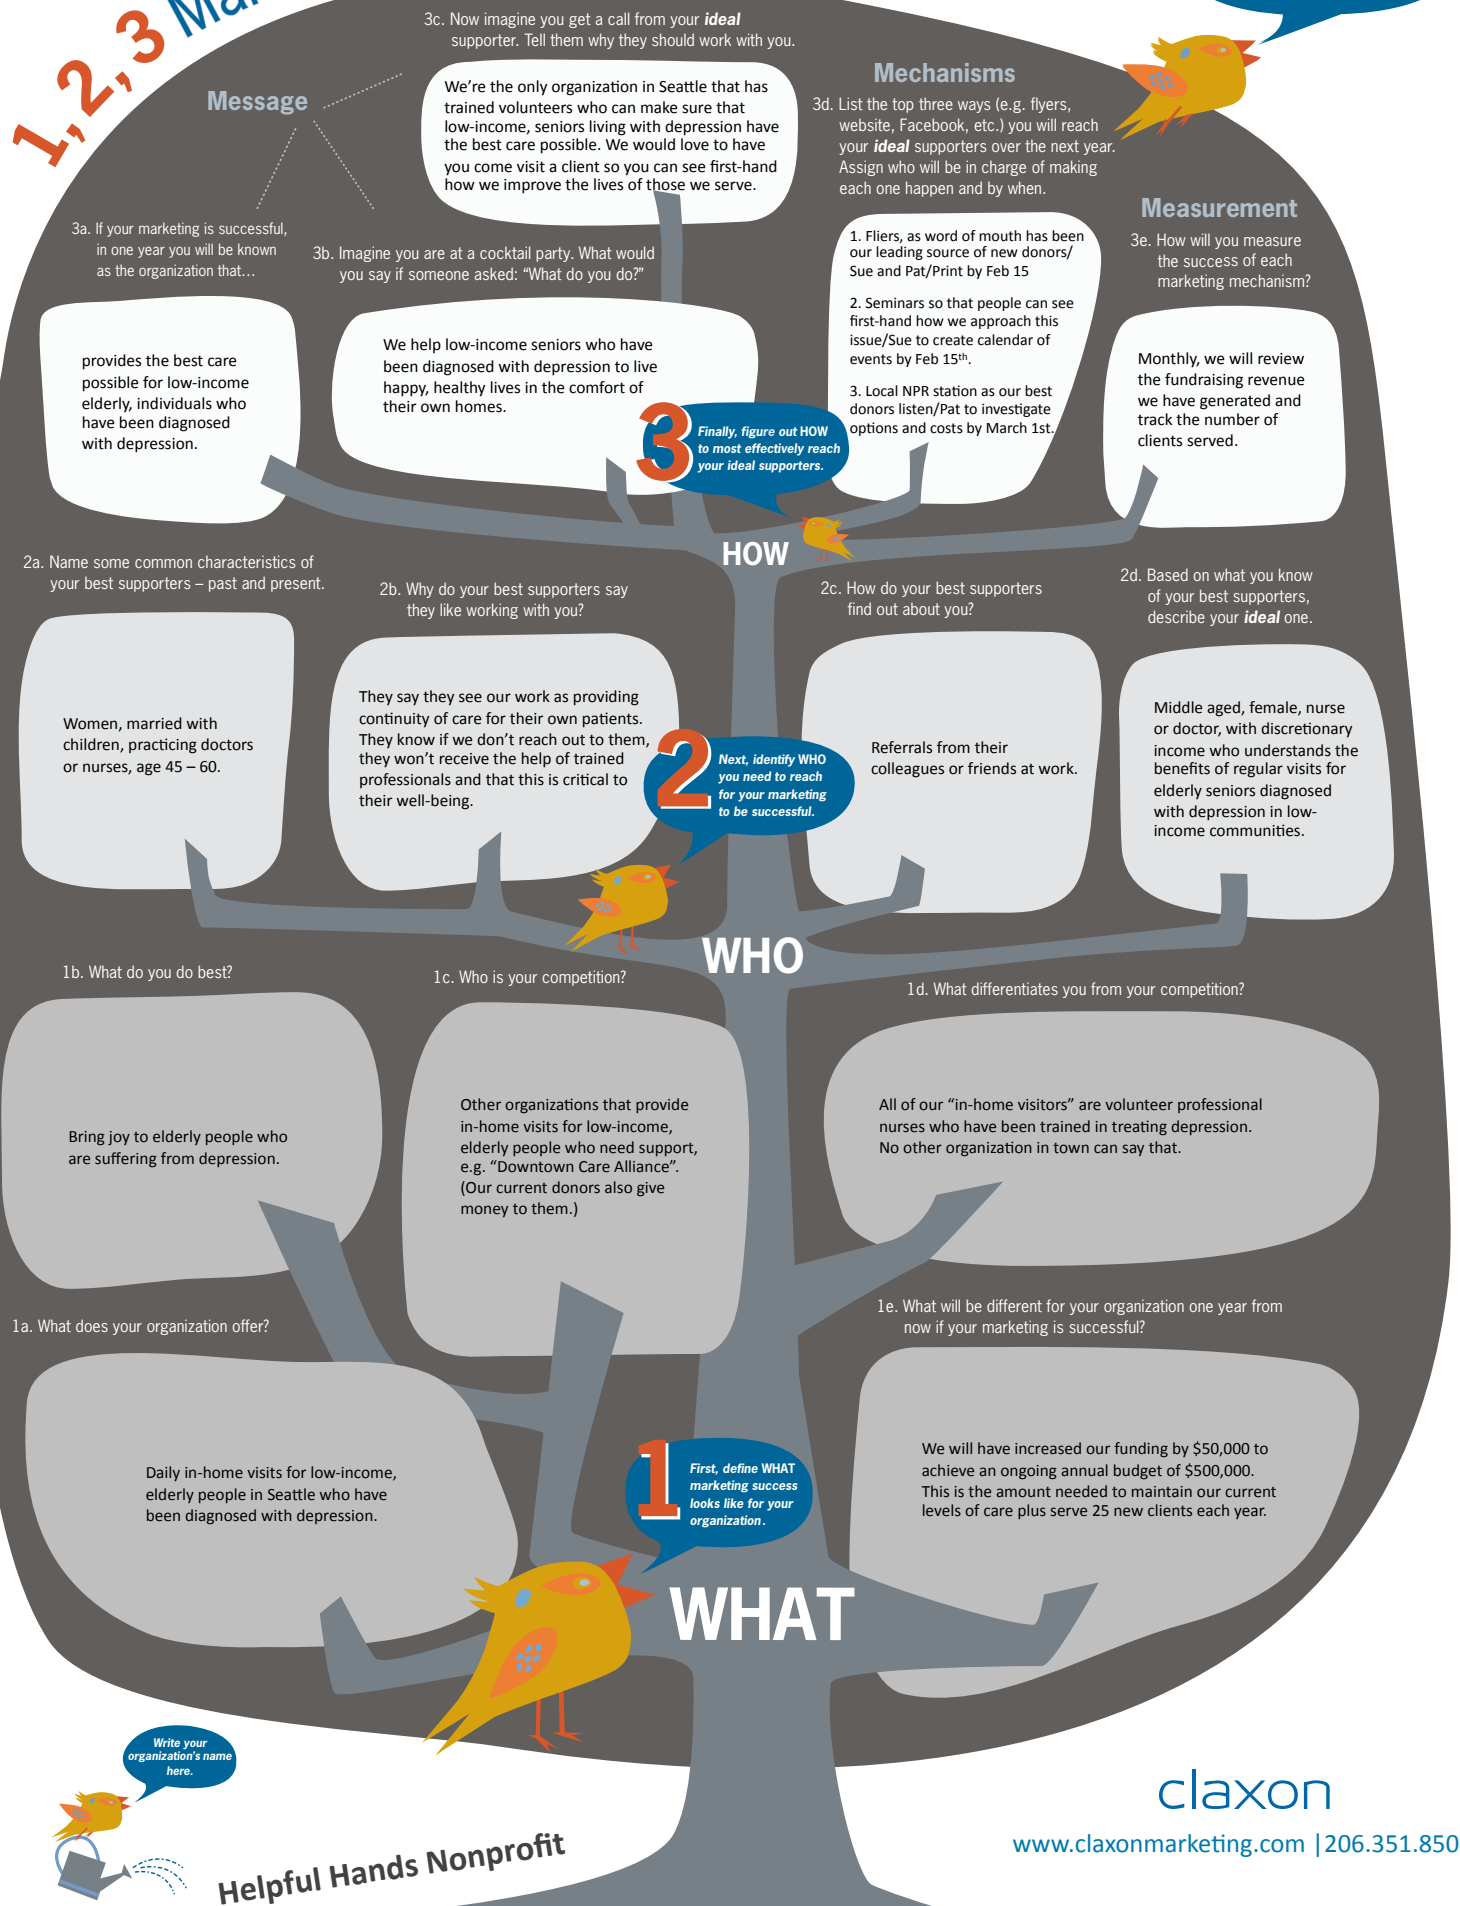 1, 2, 3
3c. Now imagine you get a call from your ideal
supporter. Tell them why they should work with you.
Message
We're the only organization in Seattle that has
trained volunteers who can make sure that
low-income, seniors living with depression have
the best care possible. We would love to have
you come visit a client so you can see first-hand
how we improve the lives of those we serve.
Mechanisms
3d. List the top three ways (e.g. flyers,
website, Facebook, etc.) you will reach
your ideal supporters over the next year.
Assign who will be in charge of making
each one happen and by when.
Measurement
3e. How will you measure
the success of each
marketing mechanism?
3a. If your marketing is successful,
in one year you will be known
as the organization that…
3b. Imagine you are at a cocktail party. What would
you say if someone asked: “What do you do?”
provides the best care
possible for low-income
elderly, individuals who
have been diagnosed
with depression.
We help low-income seniors who have
been diagnosed with depression to live
happy, healthy lives in the comfort of
their own homes.
1. Fliers, as word of mouth has been
our leading source of new donors/
Sue and Pat/Print by Feb 15
2. Seminars so that people can see
first-hand how we approach this
issue/Sue to create calendar of
events by Feb 15th.
3. Local NPR station as our best
donors listen/Pat to investigate
options and costs by March 1st.
Monthly, we will review
the fundraising revenue
we have generated and
track the number of
clients served.
3
Finally, figure out HOW
to most effectively reach
your ideal supporters.
HOW
2a. Name some common characteristics of
your best supporters – past and present.
2b. Why do your best supporters say
they like working with you?
2c. How do your best supporters
find out about you?
2d. Based on what you know
of your best supporters,
describe your ideal one.
Women, married with
children, practicing doctors
or nurses, age 45 – 60.
They say they see our work as providing
continuity of care for their own patients.
They know if we don't reach out to them,
they won't receive the help of trained
professionals and that this is critical to
their well-being.
2
Next, identify WHO
you need to reach
for your marketing
to be successful.
Referrals from their
colleagues or friends at work.
Middle aged, female, nurse
or doctor, with discretionary
income who understands the
benefits of regular visits for
elderly seniors diagnosed
with depression in low-
income communities.
WHO
1b. What do you do best?
1c. Who is your competition?
1d. What differentiates you from your competition?
Bring joy to elderly people who
are suffering from depression.
Other organizations that provide
in-home visits for low-income,
elderly people who need support,
e.g. “Downtown Care Alliance”.
(Our current donors also give
money to them.)
All of our “in-home visitors” are volunteer professional
nurses who have been trained in treating depression.
No other organization in town can say that.
1a. What does your organization offer?
1e. What will be different for your organization one year from
now if your marketing is successful?
Daily in-home visits for low-income,
elderly people in Seattle who have
been diagnosed with depression.
1
First, define WHAT
marketing success
looks like for your
organization.
We will have increased our funding by $50,000 to
achieve an ongoing annual budget of $500,000.
This is the amount needed to maintain our current
levels of care plus serve 25 new clients each year.
WHAT
Write your
organization's name
here.
Helpful Hands Nonprofit
claxon
www.claxonmarketing.com |206.351.850